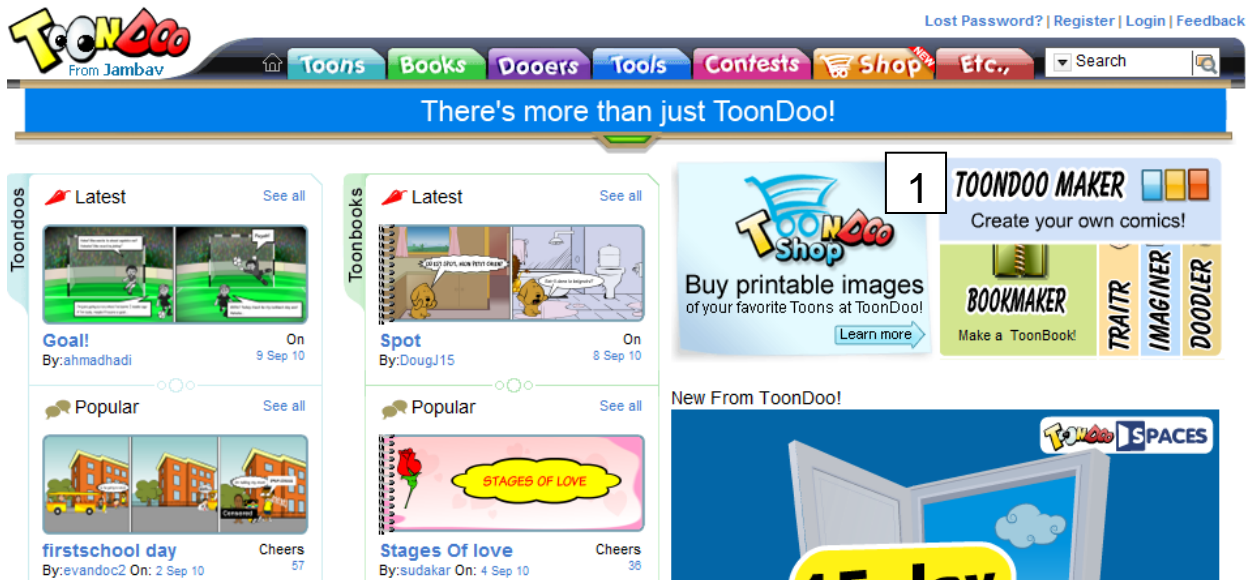 Lost Password? | Register | Login | Feedback
TOONDOO
From Jambav
Toons Books Dooers Tools Contests Shop NEW Etc., Search
There's more than just ToonDoo!
Toondoos
Latest See all
Goal! On
By:ahmadhadi 9 Sep 10
Popular See all
Censored
firstschool day Cheers
By:evandoc2 On: 2 Sep 10 57
Toonbooks
Latest See all
Spot On
By:DougJ15 8 Sep 10
Popular See all
STAGES OF LOVE
Stages Of love Cheers
By:sudakar On: 4 Sep 10 36
TOONDOO
Shop
Buy printable images
of your favorite Toons at ToonDoo!
Learn more
1
TOONDOO MAKER
Create your own comics!
BOOKMAKER
Make a ToonBook!
TRAITR
IMAGINER
DOODLER
New From ToonDoo!
TOONDOO SPACES
15 day